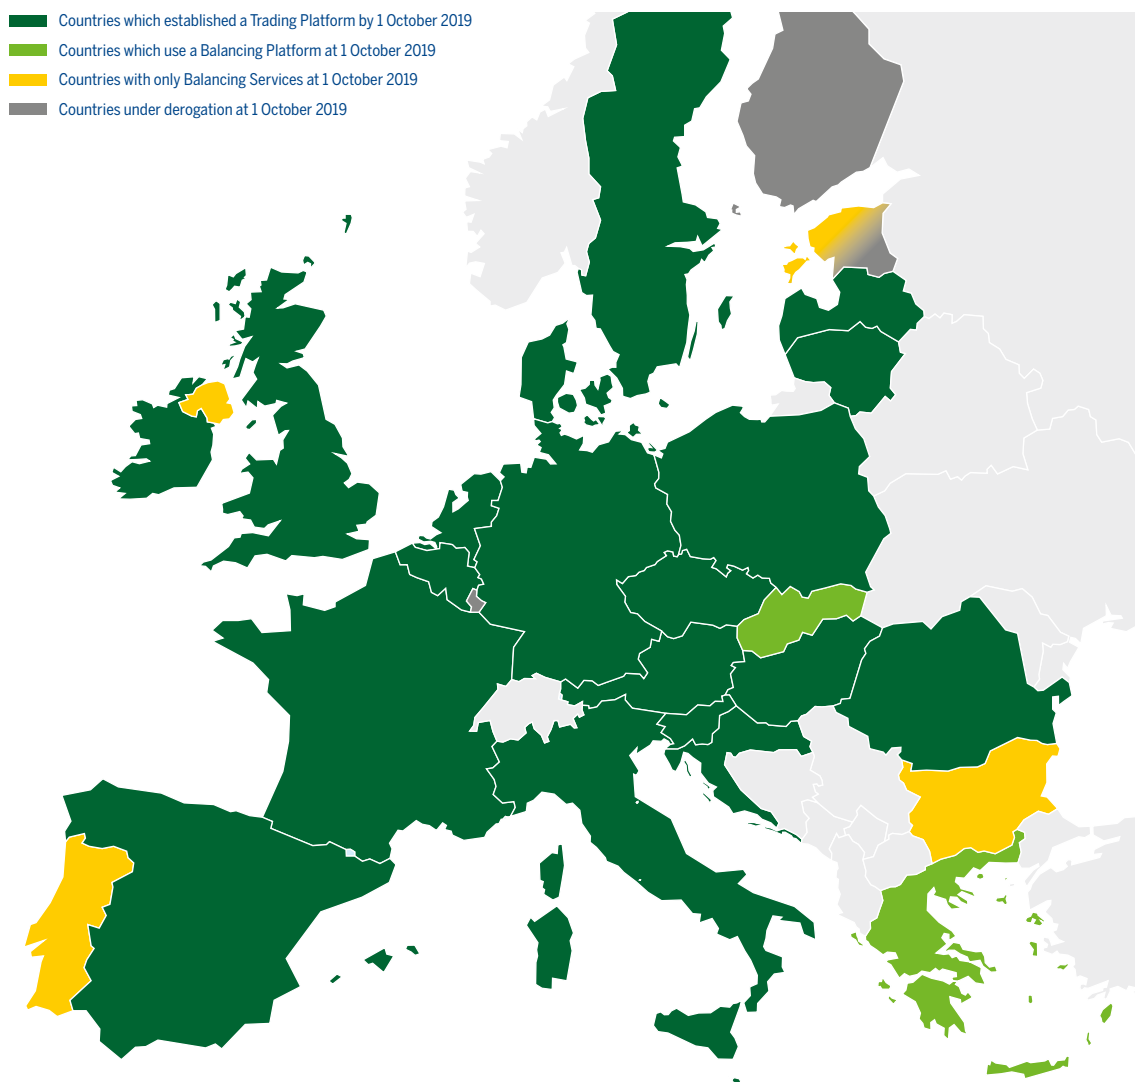 Countries which established a Trading Platform by 1 October 2019
Countries which use a Balancing Platform at 1 October 2019
Countries with only Balancing Services at 1 October 2019
Countries under derogation at 1 October 2019